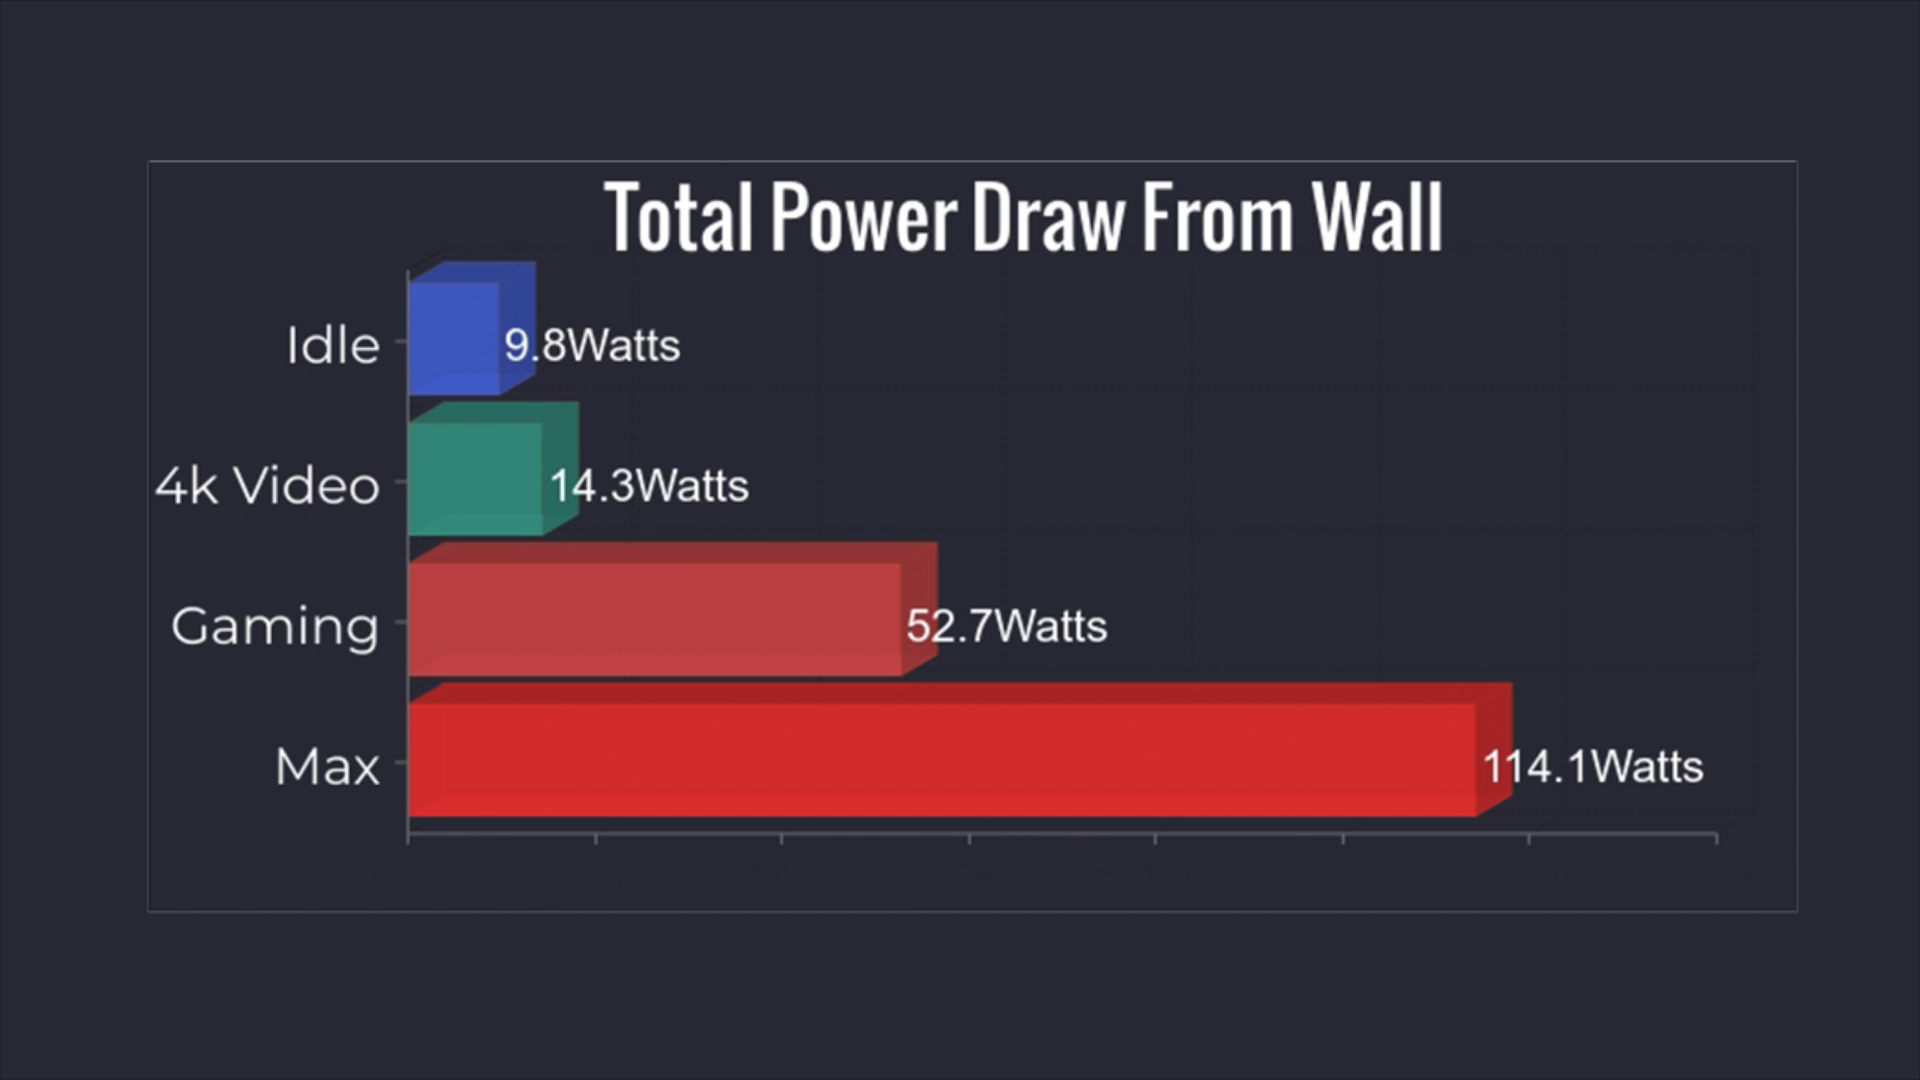 Total Power Draw From Wall
Idle 9.8Watts
4k Video 14.3Watts
Gaming 52.7Watts
Max 114.1Watts